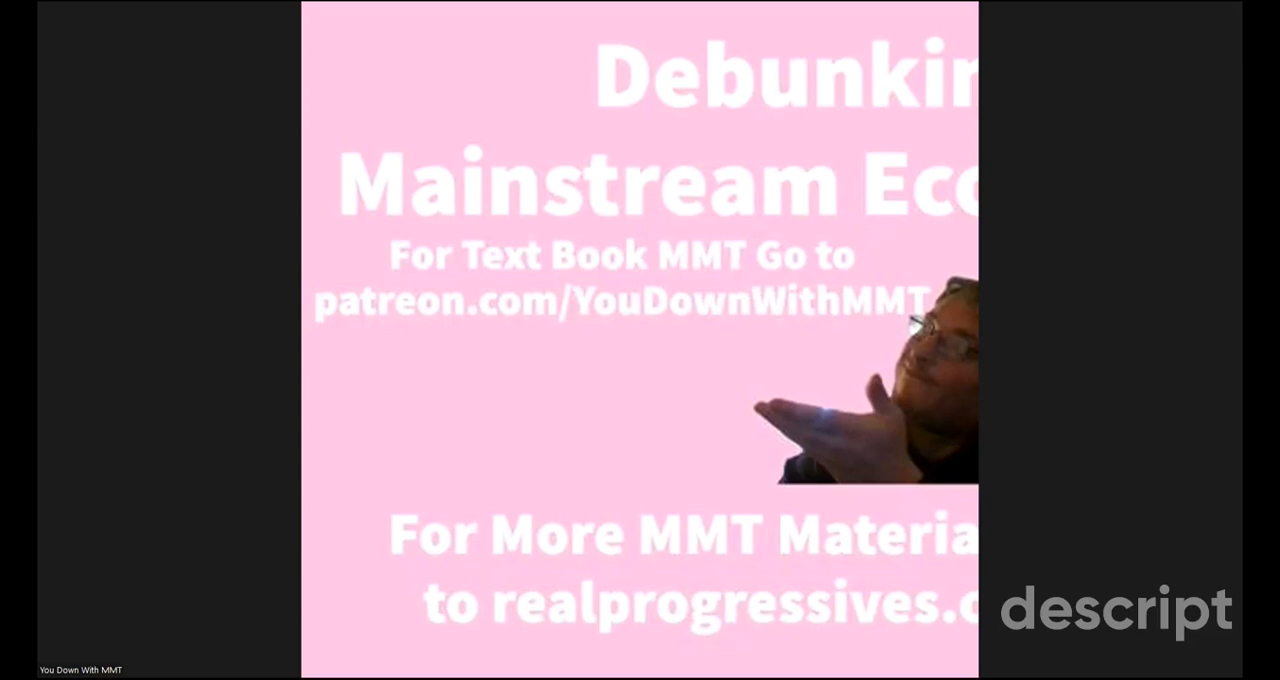 Debunkin
Mainstream Eco
For Text Book MMT Go to
patreon.com/YouDownWithMMT
For More MMT Materia
to realprogressives.c
descript
You Down With MMT